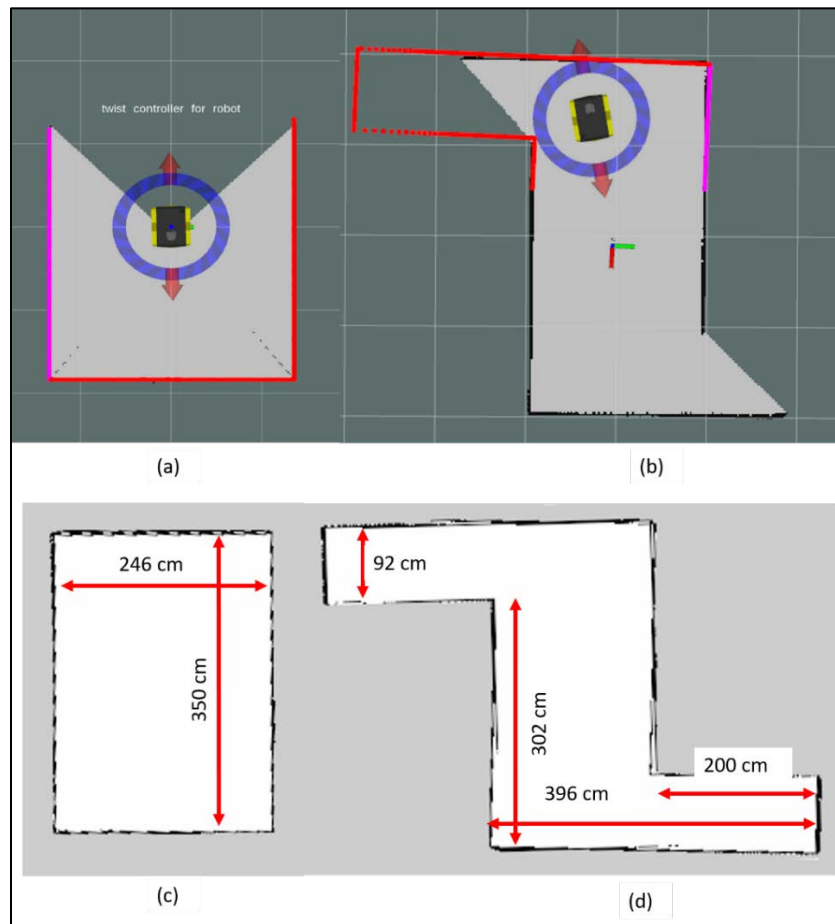 twist controller for robot
(a)
(b)
246 cm
350 cm
92 cm
302 cm
200 cm
396 cm
(c)
(d)